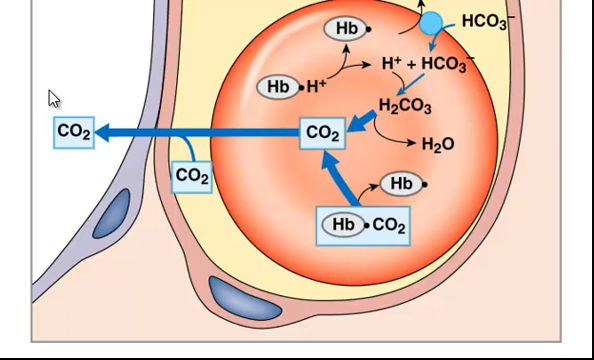 HCO₃⁻
Hb
H⁺ + HCO₃⁻
Hb•H⁺
H₂CO₃
CO₂
CO₂
H₂O
CO₂
Hb
Hb•CO₂